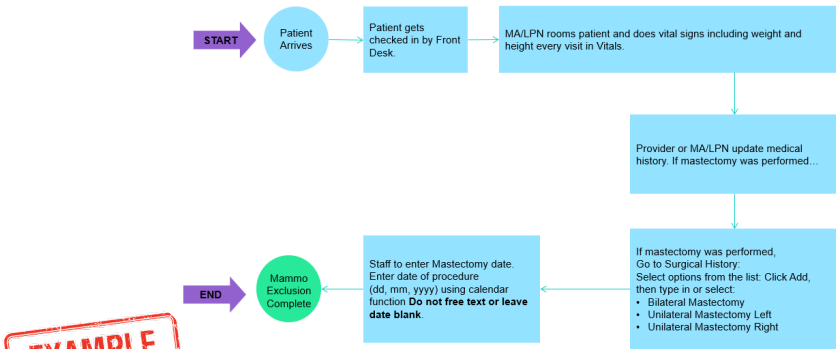 START
Patient
Arrives
Patient gets
checked in by Front
Desk.
MA/LPN rooms patient and does vital signs including weight and
height every visit in Vitals.
Provider or MA/LPN update medical
history. If mastectomy was performed…
If mastectomy was performed,
Go to Surgical History:
Select options from the list: Click Add,
then type in or select:
• Bilateral Mastectomy
• Unilateral Mastectomy Left
• Unilateral Mastectomy Right
Staff to enter Mastectomy date.
Enter date of procedure
(dd, mm, yyyy) using calendar
function Do not free text or leave
date blank.
Mammo
Exclusion
Complete
END
EXAMPLE